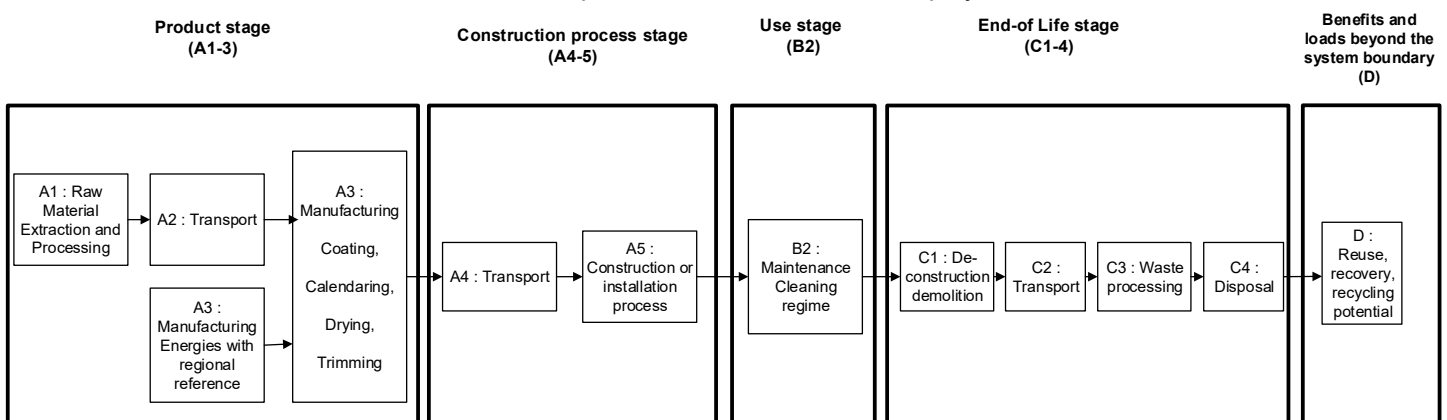 Product stage
(A1-3)
Construction process stage
(A4-5)
Use stage
(B2)
End-of Life stage
(C1-4)
Benefits and
loads beyond the
system boundary
(D)
A1 : Raw
Material
Extraction and
Processing
A2 : Transport
A3 :
Manufacturing
Energies with
regional
reference
A3 :
Manufacturing
Coating,
Calendaring,
Drying,
Trimming
A4 : Transport
A5 :
Construction or
installation
process
B2 :
Maintenance
Cleaning
regime
C1 : De-
construction
demolition
C2 :
Transport
C3 : Waste
processing
C4 :
Disposal
D :
Reuse,
recovery,
recycling
potential